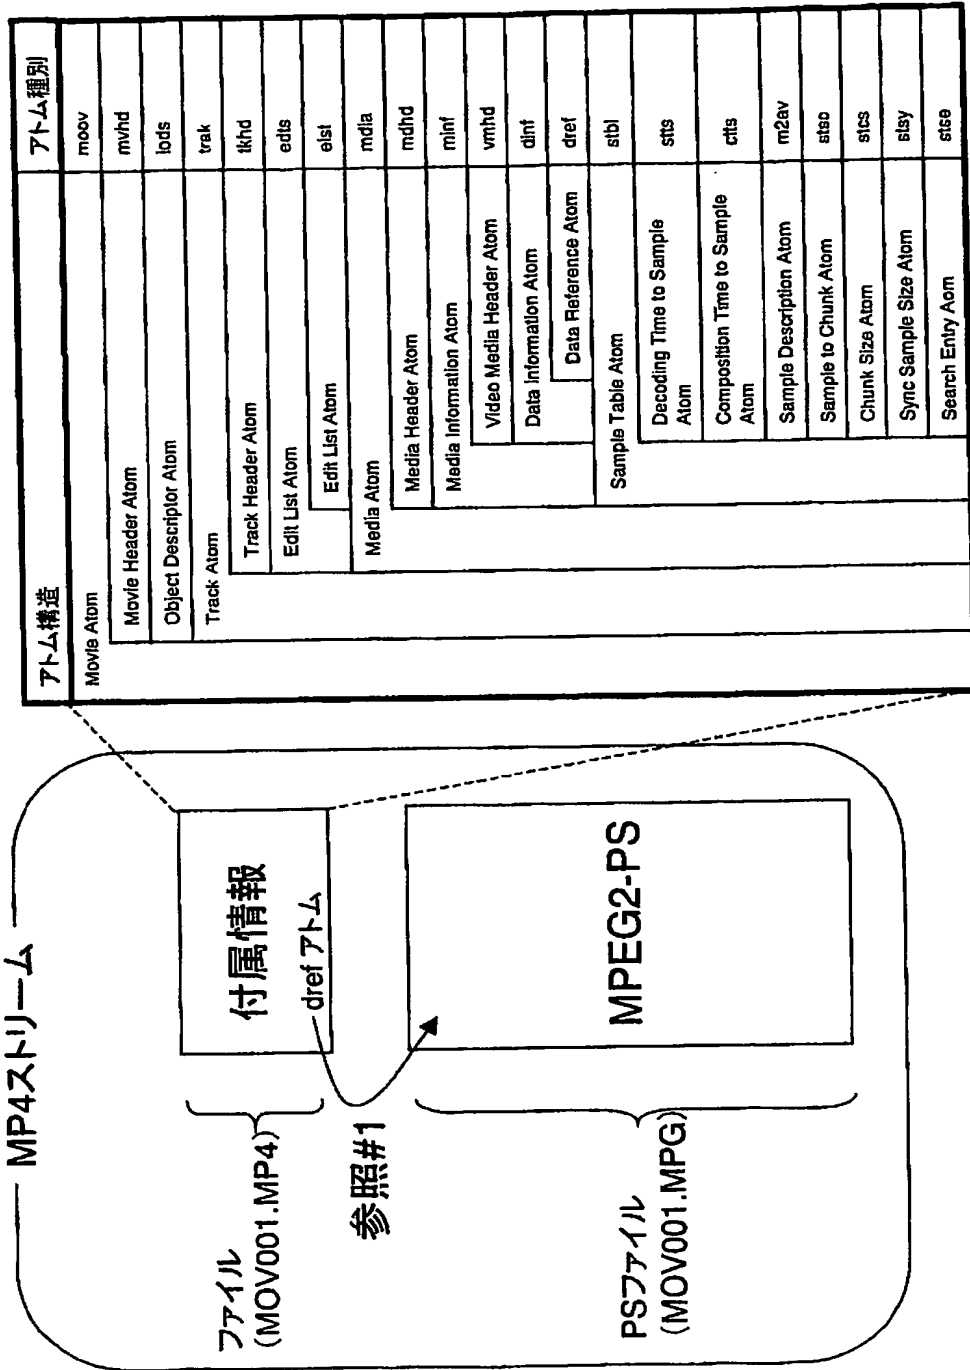 MP4ストリーム
ファイル
(MOV001.MP4)
付属情報
dref アトム
参照#1
PSファイル
(MOV001.MPG)
MPEG2-PS
アトム構造 アトム種別
Movie Atom moov
Movie Header Atom mvhd
Object Descriptor Atom iods
Track Atom trak
Track Header Atom tkhd
Edit List Atom edts
Edit List Atom elst
Media Atom mdia
Media Header Atom mdhd
Media Information Atom minf
Video Media Header Atom vmhd
Data Information Atom dinf
Data Reference Atom dref
Sample Table Atom stbl
Decoding Time to Sample stts
Atom
Composition Time to Sample ctts
Atom
Sample Description Atom m2av
Sample to Chunk Atom stsc
Chunk Size Atom stcs
Sync Sample Size Atom stsy
Search Entry Aom stse